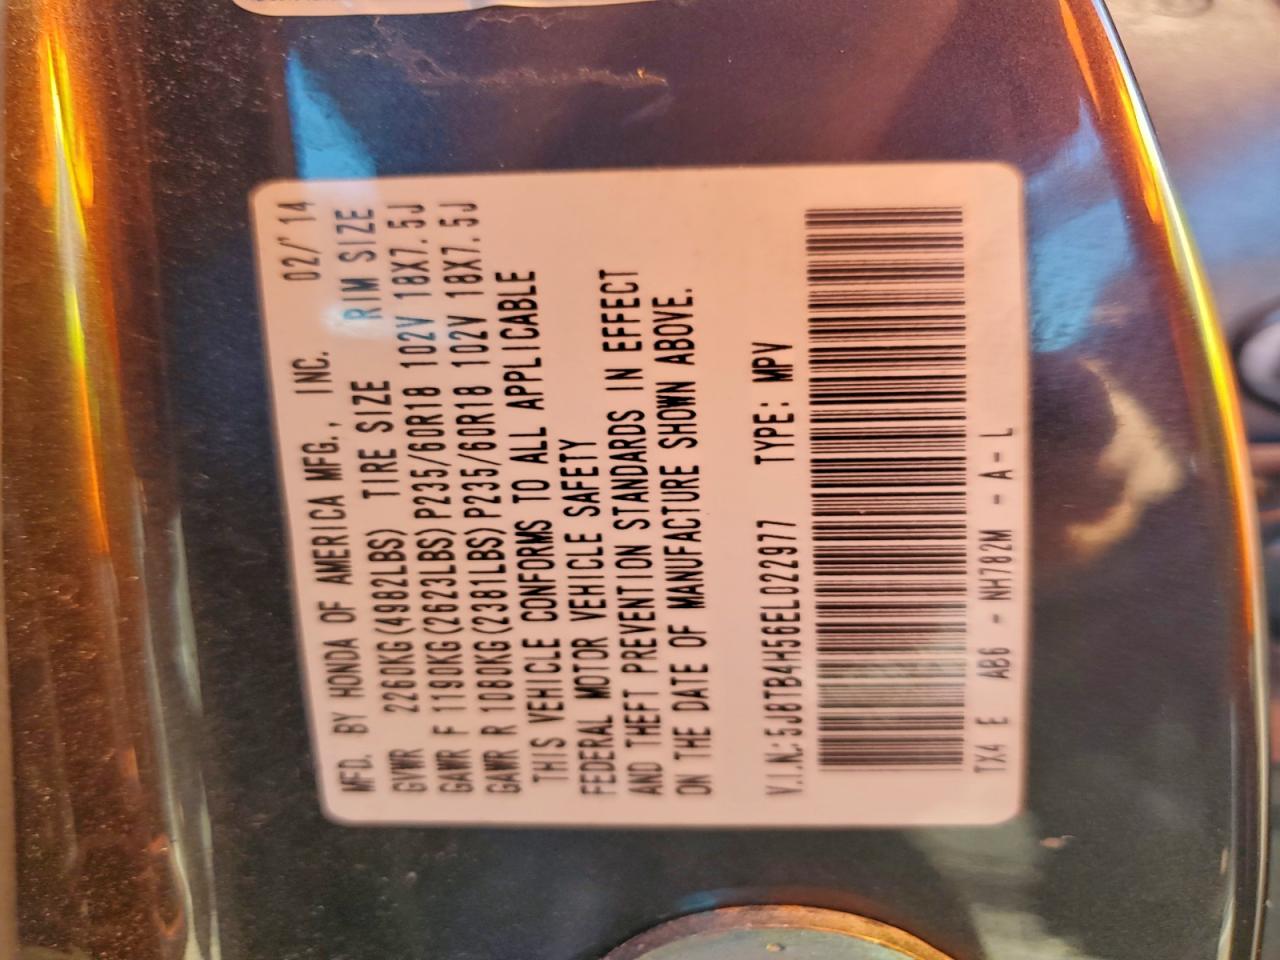 MFD. BY HONDA OF AMERICA MFG., INC. 02/'14
GVWR 2260KG(4982LBS) TIRE SIZE RIM SIZE
GAWR F 1190KG(2623LBS)P235/60R18 102V 18X7.5J
GAWR R 1080KG(2381LBS)P235/60R18 102V 18X7.5J
THIS VEHICLE CONFORMS TO ALL APPLICABLE
FEDERAL MOTOR VEHICLE SAFETY
AND THEFT PREVENTION STANDARDS IN EFFECT
ON THE DATE OF MANUFACTURE SHOWN ABOVE.
V.I.N.:5J8TB4H56EL022977 TYPE: MPV
TX4 E AB6 - NH782M - A - L